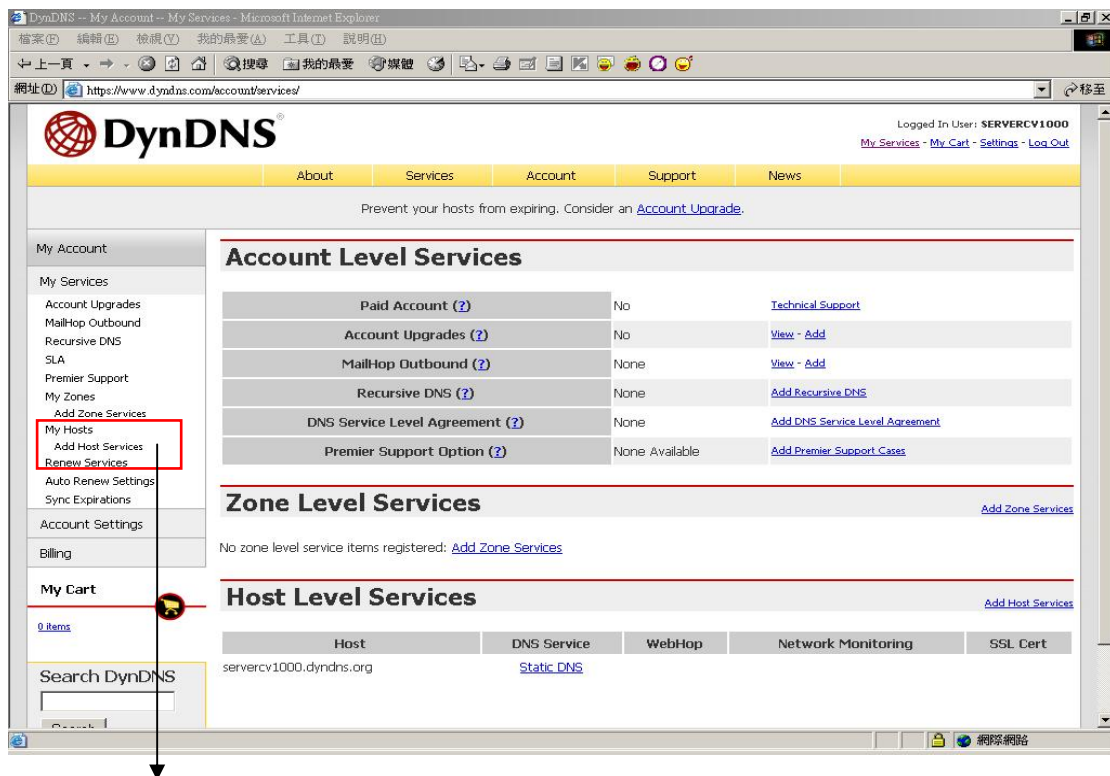 DynDNS -- My Account -- My Services - Microsoft Internet Explorer
檔案(F) 編輯(E) 檢視(V) 我的最愛(A) 工具(T) 說明(H)
上一頁 搜尋 我的最愛 媒體
網址(D) https://www.dyndns.com/account/services/ 移至
DynDNS®
Logged In User: SERVERCV1000
My Services - My Cart - Settings - Log Out
About Services Account Support News
Prevent your hosts from expiring. Consider an Account Upgrade.
My Account
My Services
Account Upgrades
MailHop Outbound
Recursive DNS
SLA
Premier Support
My Zones
Add Zone Services
My Hosts
Add Host Services
Renew Services
Auto Renew Settings
Sync Expirations
Account Settings
Billing
My Cart
0 items
Search DynDNS
Search
Account Level Services
Paid Account (?) No Technical Support
Account Upgrades (?) No View - Add
MailHop Outbound (?) None View - Add
Recursive DNS (?) None Add Recursive DNS
DNS Service Level Agreement (?) None Add DNS Service Level Agreement
Premier Support Option (?) None Available Add Premier Support Cases
Zone Level Services Add Zone Services
No zone level service items registered: Add Zone Services
Host Level Services Add Host Services
Host DNS Service WebHop Network Monitoring SSL Cert
servercv1000.dyndns.org Static DNS
網際網路